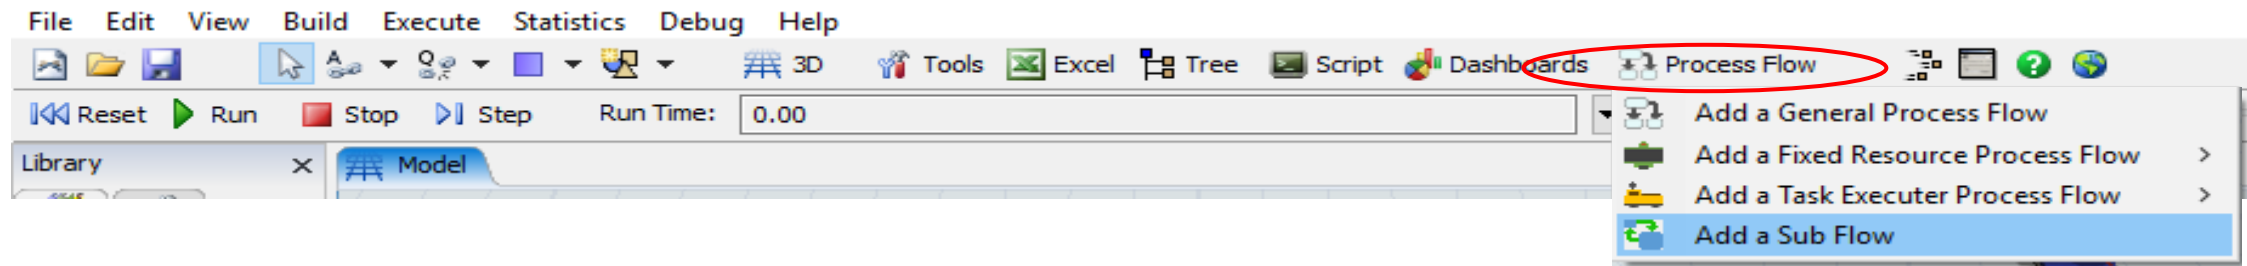 File Edit View Build Execute Statistics Debug Help
3D Tools Excel Tree Script Dashboards Process Flow
Reset Run Stop Step Run Time: 0.00
Add a General Process Flow
Library Model
Add a Fixed Resource Process Flow
Add a Task Executer Process Flow
Add a Sub Flow